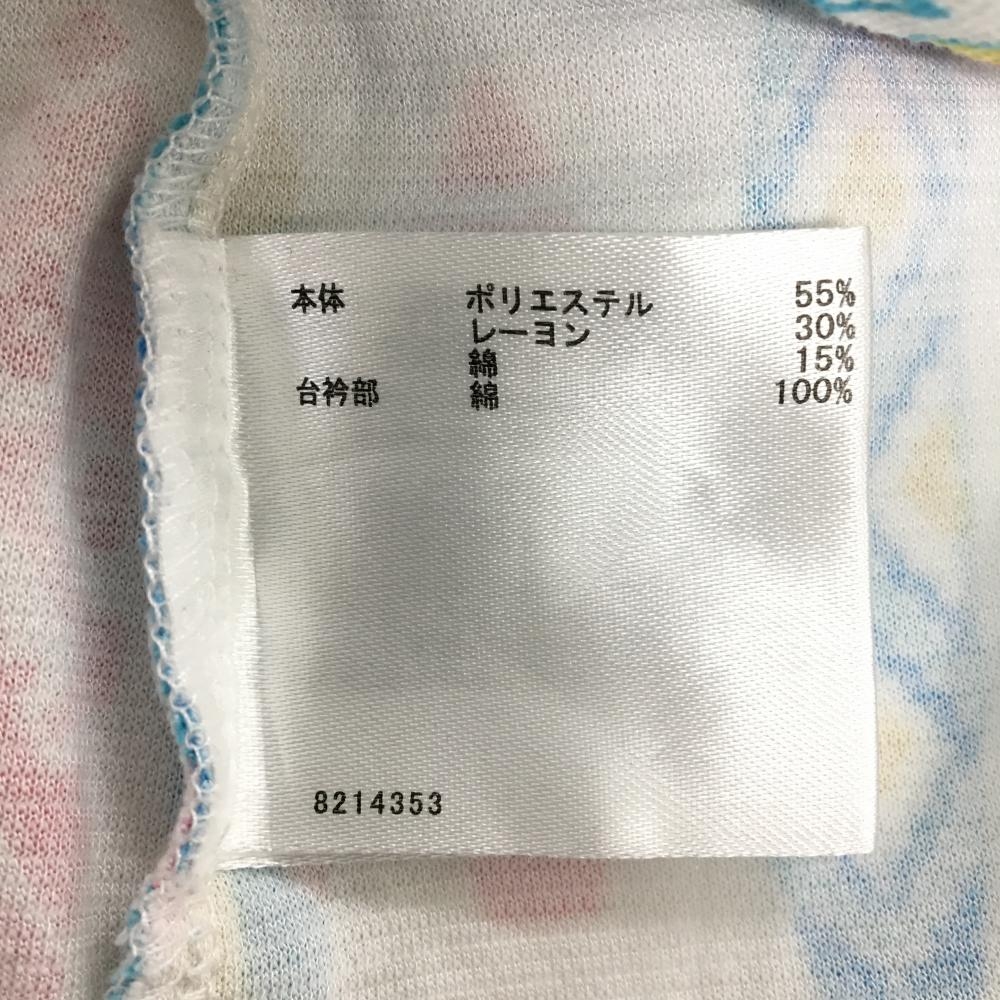 本体 ポリエステル 55%
レーヨン 30%
綿 15%
台衿部 綿 100%
8214353